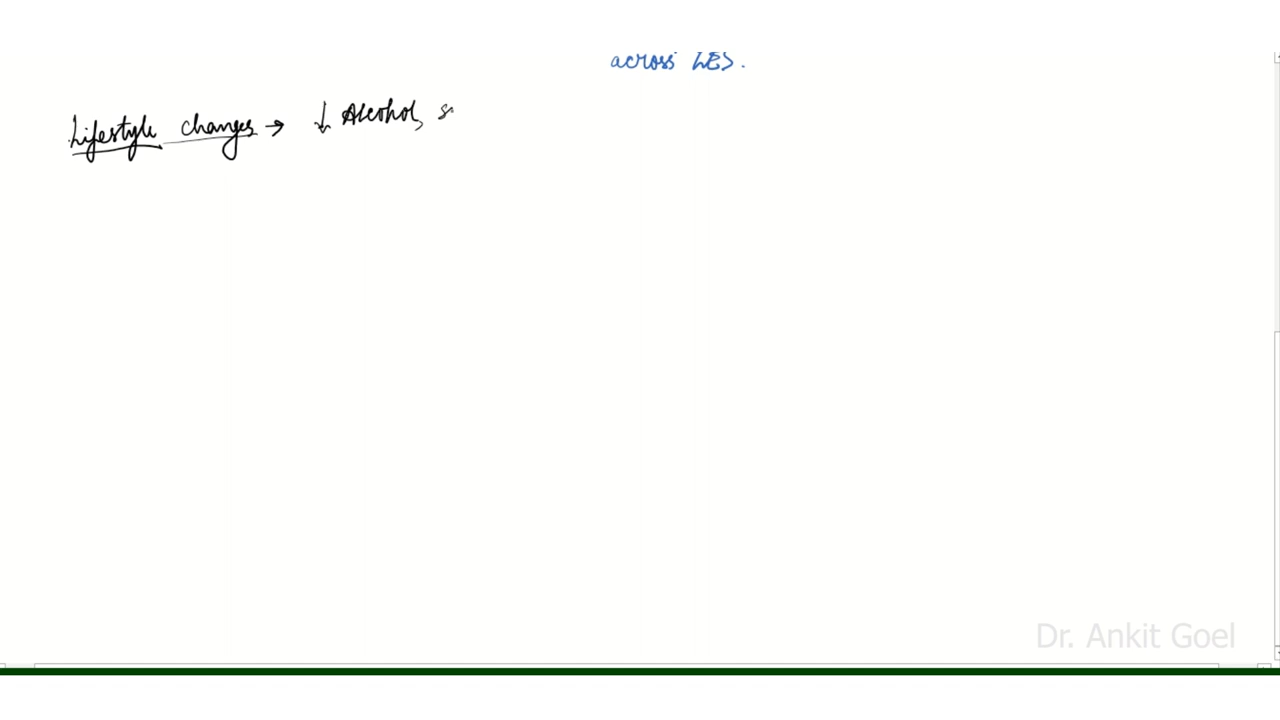 across LES.
Lifestyle changes → ↓ Alcohol, s
Dr. Ankit Goel